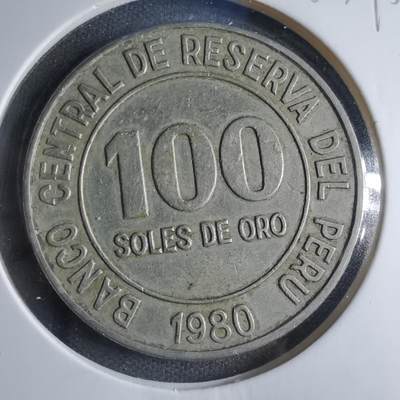 BANCO CENTRAL DE RESERVA DEL PERU
100
SOLES DE ORO
1980